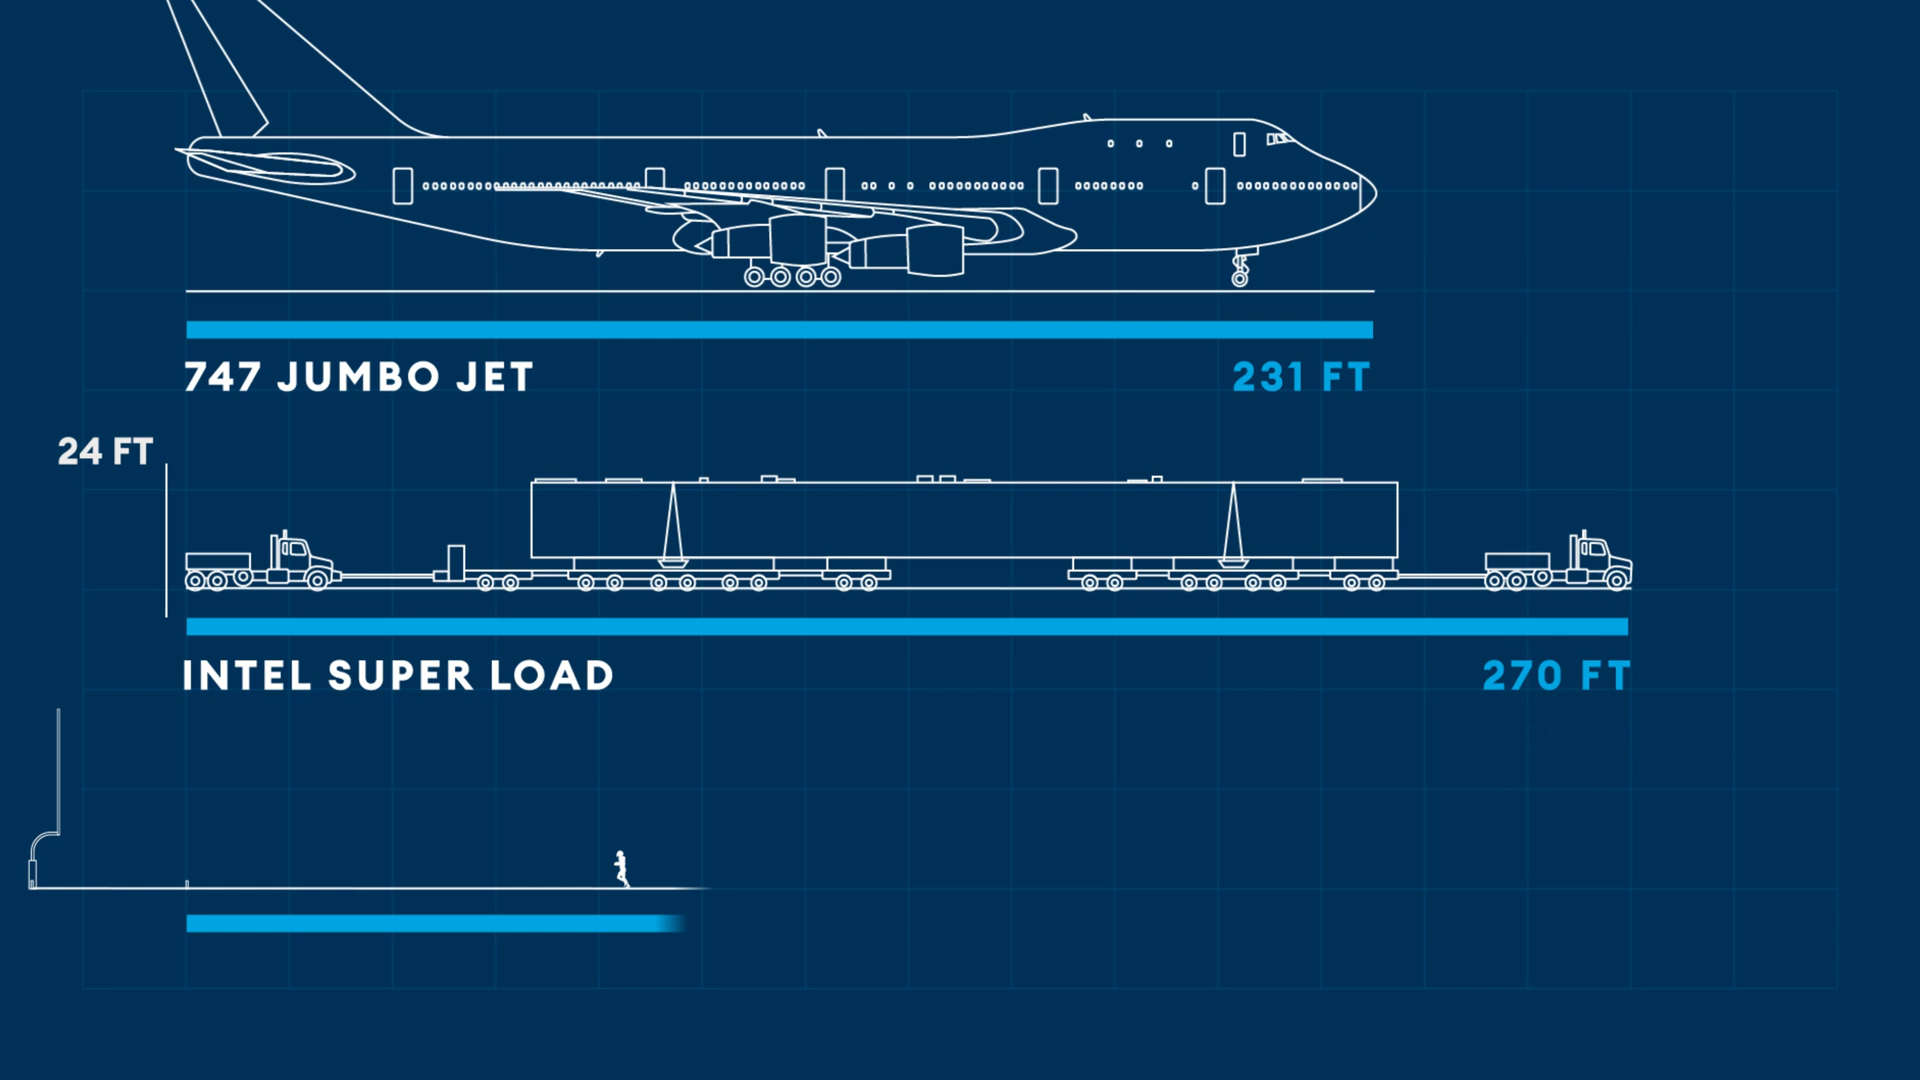 747 JUMBO JET
231 FT
24 FT
INTEL SUPER LOAD
270 FT